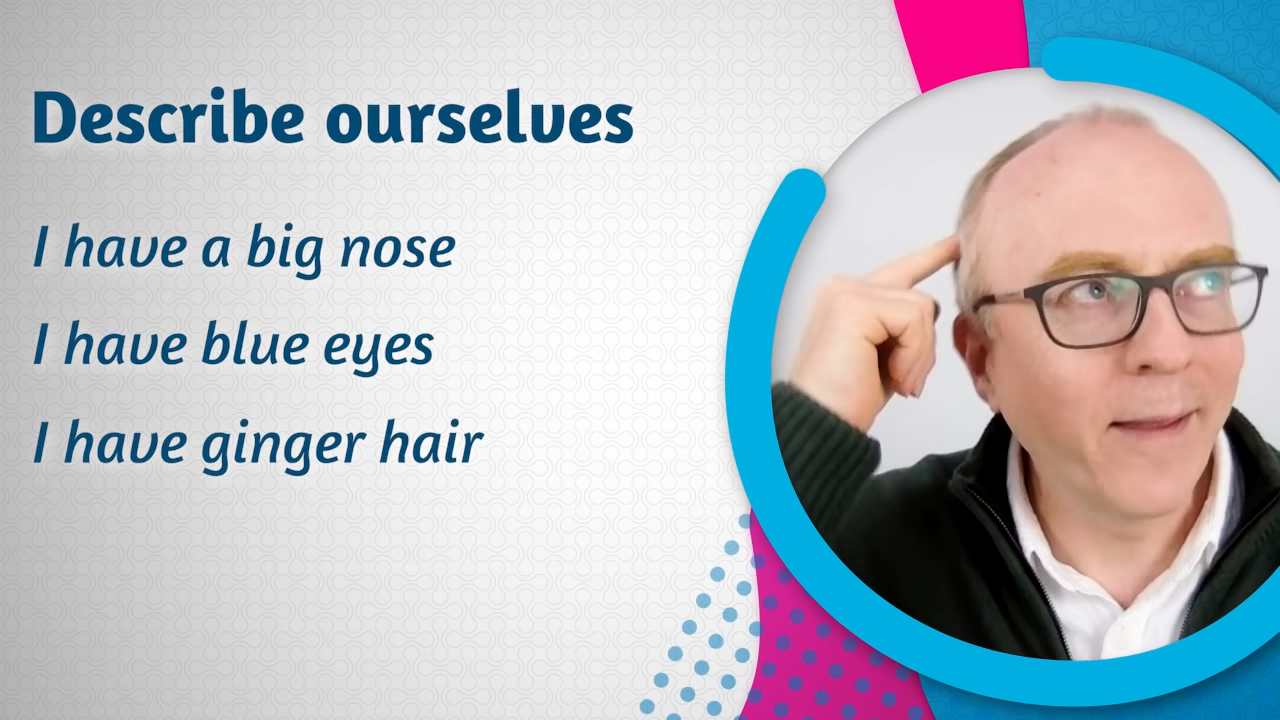 Describe ourselves
I have a big nose
I have blue eyes
I have ginger hair